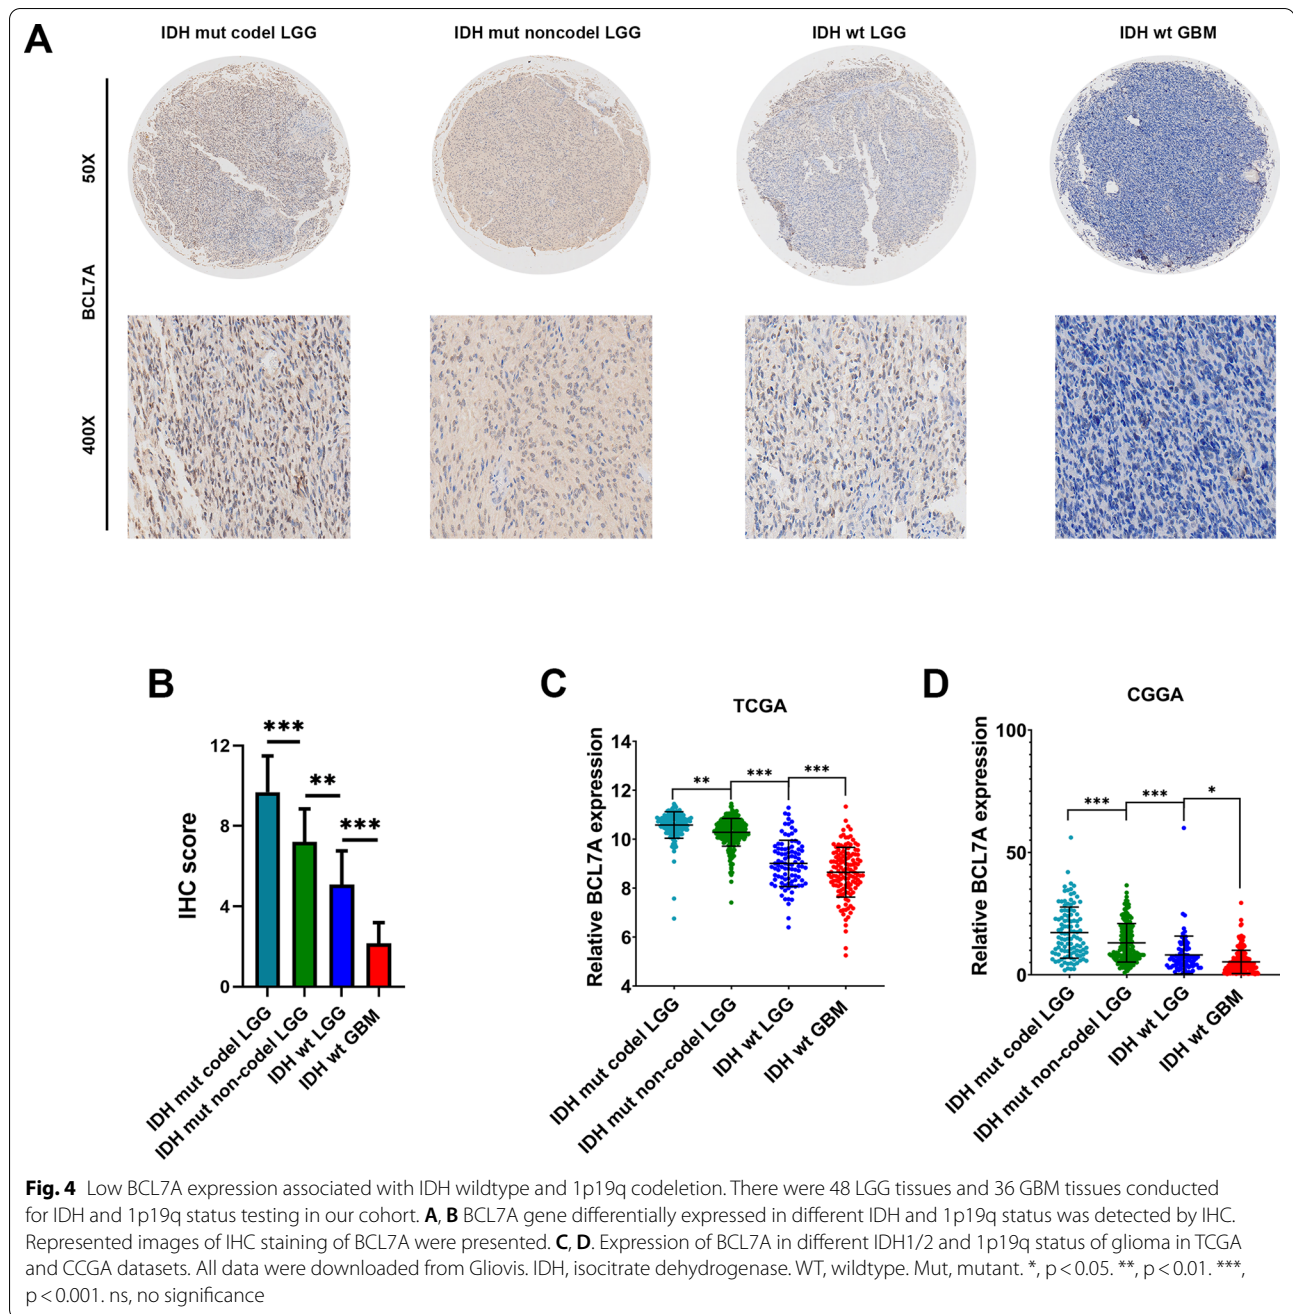 A
IDH mut codel LGG
IDH mut noncodel LGG
IDH wt LGG
IDH wt GBM
50X
BCL7A
400X
B
IHC score
12
8
4
0
***
**
***
IDH mut codel LGG
IDH mut non-codel LGG
IDH wt LGG
IDH wt GBM
C
TCGA
Relative BCL7A expression
14
12
10
8
6
4
**
***
***
IDH mut codel LGG
IDH mut non-codel LGG
IDH wt LGG
IDH wt GBM
D
CGGA
Relative BCL7A expression
100
50
0
***
***
*
IDH mut codel LGG
IDH mut non-codel LGG
IDH wt LGG
IDH wt GBM
Fig. 4 Low BCL7A expression associated with IDH wildtype and 1p19q codeletion. There were 48 LGG tissues and 36 GBM tissues conducted
for IDH and 1p19q status testing in our cohort. A, B BCL7A gene differentially expressed in different IDH and 1p19q status was detected by IHC.
Represented images of IHC staining of BCL7A were presented. C, D. Expression of BCL7A in different IDH1/2 and 1p19q status of glioma in TCGA
and CCGA datasets. All data were downloaded from Gliovis. IDH, isocitrate dehydrogenase. WT, wildtype. Mut, mutant. *, p < 0.05. **, p < 0.01. ***,
p < 0.001. ns, no significance